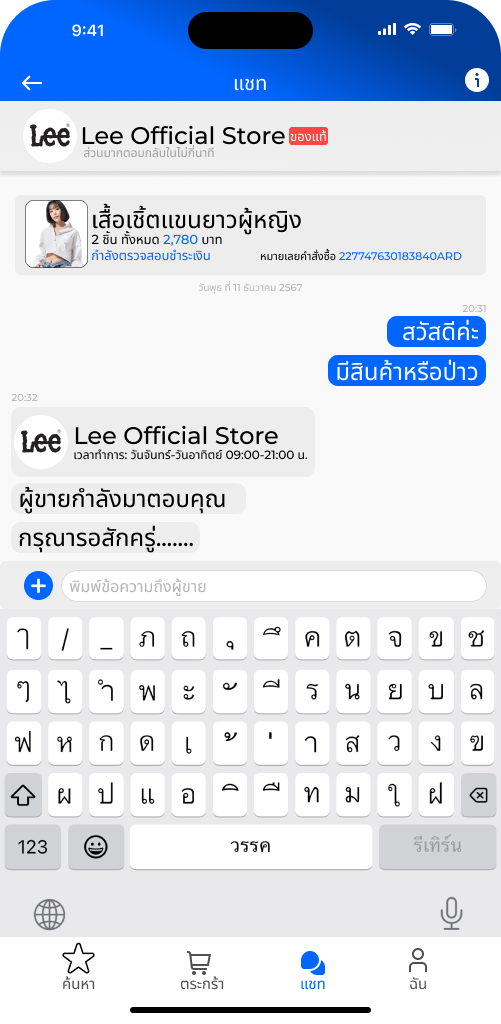 9:41
แชท
Lee Lee Official Store ของแท้
ส่วนมากตอบกลับในไม่กี่นาที
เสื้อเชิ้ตแขนยาวผู้หญิง
2 ชิ้น ทั้งหมด 2,780 บาท
กำลังตรวจสอบชำระเงิน หมายเลขคำสั่งซื้อ 227747630183840ARD
วันพุธ ที่ 11 ธันวาคม 2567
20:31
สวัสดีค่ะ
มีสินค้าหรือป่าว
20:32
Lee Lee Official Store
เวลาทำการ: วันจันทร์-วันอาทิตย์ 09:00-21:00 น.
ผู้ขายกำลังมาตอบคุณ
กรุณารอสักครู่.......
พิมพ์ข้อความถึงผู้ขาย
ๅ / _ ภ ถ ุ ึ ค ต จ ข ช
ๆ ไ ำ พ ะ ั ี ร น ย บ ล
ฟ ห ก ด เ ้ ่ า ส ว ง ฃ
ผ ป แ อ ิ ื ท ม ใ ฝ
123 วรรค รีเทิร์น
ค้นหา ตระกร้า แชท ฉัน